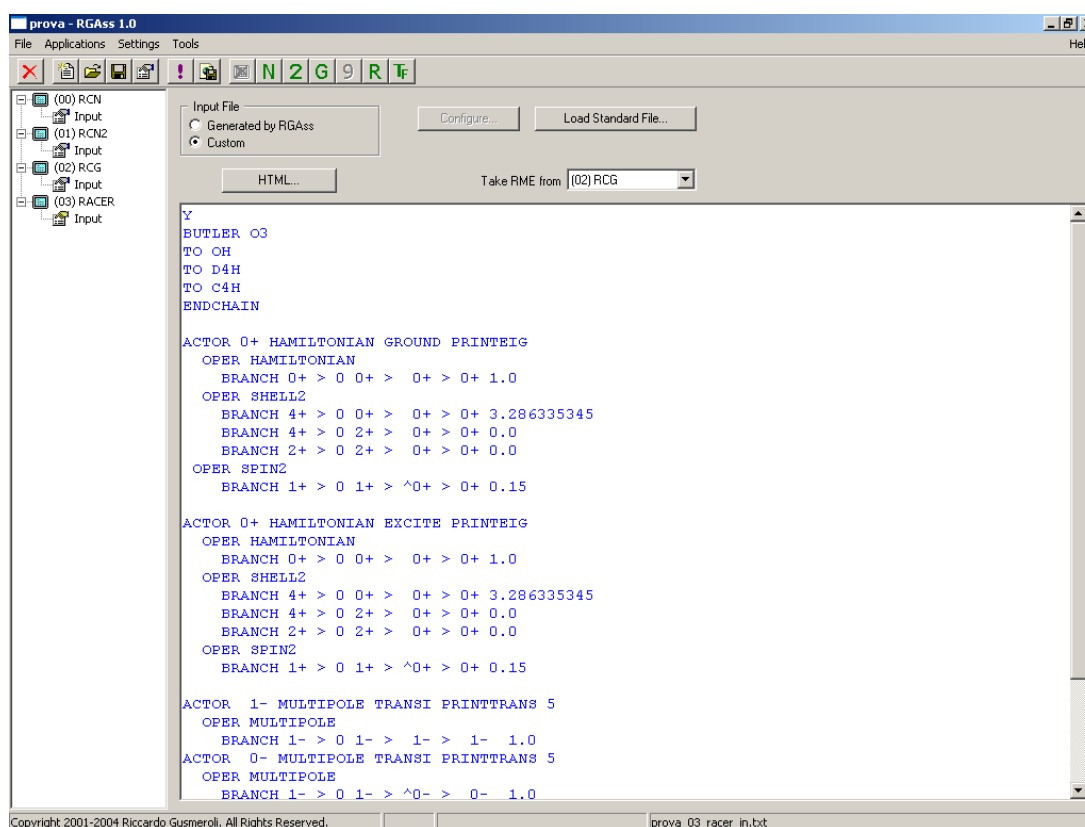 prova - RGAss 1.0
File Applications Settings Tools Hel
N 2 G 9 R TF
(00) RCN
Input
(01) RCN2
Input
(02) RCG
Input
(03) RACER
Input
Input File
Generated by RGAss
Custom
Configure...
Load Standard File...
HTML...
Take RME from (02) RCG
Y
BUTLER O3
TO OH
TO D4H
TO C4H
ENDCHAIN
ACTOR 0+ HAMILTONIAN GROUND PRINTEIG
OPER HAMILTONIAN
BRANCH 0+ > 0 0+ > 0+ > 0+ 1.0
OPER SHELL2
BRANCH 4+ > 0 0+ > 0+ > 0+ 3.286335345
BRANCH 4+ > 0 2+ > 0+ > 0+ 0.0
BRANCH 2+ > 0 2+ > 0+ > 0+ 0.0
OPER SPIN2
BRANCH 1+ > 0 1+ > ^0+ > 0+ 0.15
ACTOR 0+ HAMILTONIAN EXCITE PRINTEIG
OPER HAMILTONIAN
BRANCH 0+ > 0 0+ > 0+ > 0+ 1.0
OPER SHELL2
BRANCH 4+ > 0 0+ > 0+ > 0+ 3.286335345
BRANCH 4+ > 0 2+ > 0+ > 0+ 0.0
BRANCH 2+ > 0 2+ > 0+ > 0+ 0.0
OPER SPIN2
BRANCH 1+ > 0 1+ > ^0+ > 0+ 0.15
ACTOR 1- MULTIPOLE TRANSI PRINTTRANS 5
OPER MULTIPOLE
BRANCH 1- > 0 1- > 1- > 1- 1.0
ACTOR 0- MULTIPOLE TRANSI PRINTTRANS 5
OPER MULTIPOLE
BRANCH 1- > 0 1- > ^0- > 0- 1.0
Copyright 2001-2004 Riccardo Gusmeroli. All Rights Reserved.
prova_03_racer_in.txt